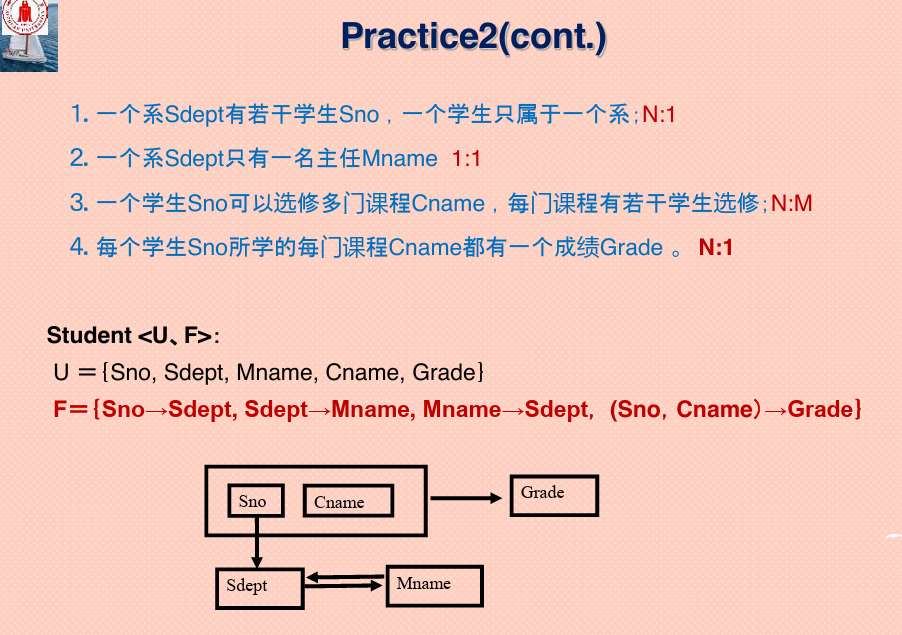 Practice2(cont.)
1. 一个系Sdept有若干学生Sno，一个学生只属于一个系；N:1
2. 一个系Sdept只有一名主任Mname 1:1
3. 一个学生Sno可以选修多门课程Cname，每门课程有若干学生选修；N:M
4. 每个学生Sno所学的每门课程Cname都有一个成绩Grade 。 N:1
Student <U、F>：
U ＝{Sno, Sdept, Mname, Cname, Grade}
F＝{Sno→Sdept, Sdept→Mname, Mname→Sdept， (Sno，Cname）→Grade}
Sno
Cname
Grade
Sdept
Mname